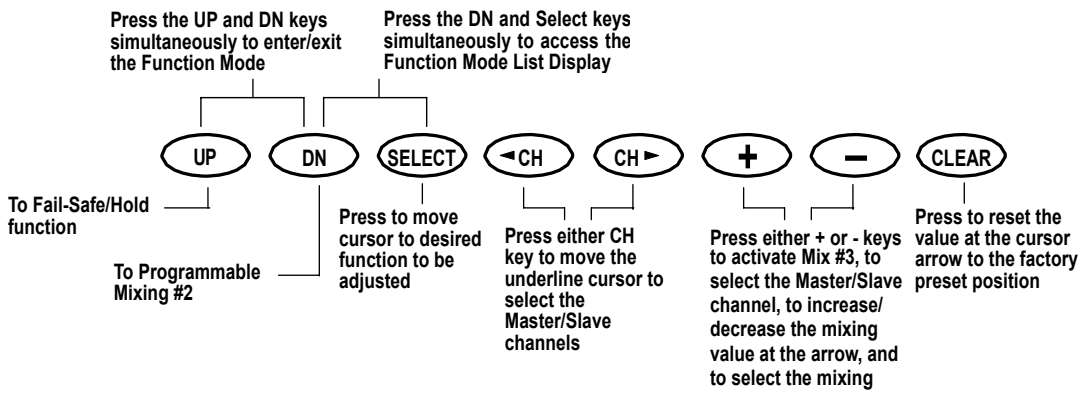 Press the UP and DN keys
simultaneously to enter/exit
the Function Mode
Press the DN and Select keys
simultaneously to access the
Function Mode List Display
UP
DN
SELECT
◄CH
CH►
+
−
CLEAR
To Fail-Safe/Hold
function
To Programmable
Mixing #2
Press to move
cursor to desired
function to be
adjusted
Press either CH
key to move the
underline cursor to
select the
Master/Slave
channels
Press either + or - keys
to activate Mix #3, to
select the Master/Slave
channel, to increase/
decrease the mixing
value at the arrow, and
to select the mixing
Press to reset the
value at the cursor
arrow to the factory
preset position